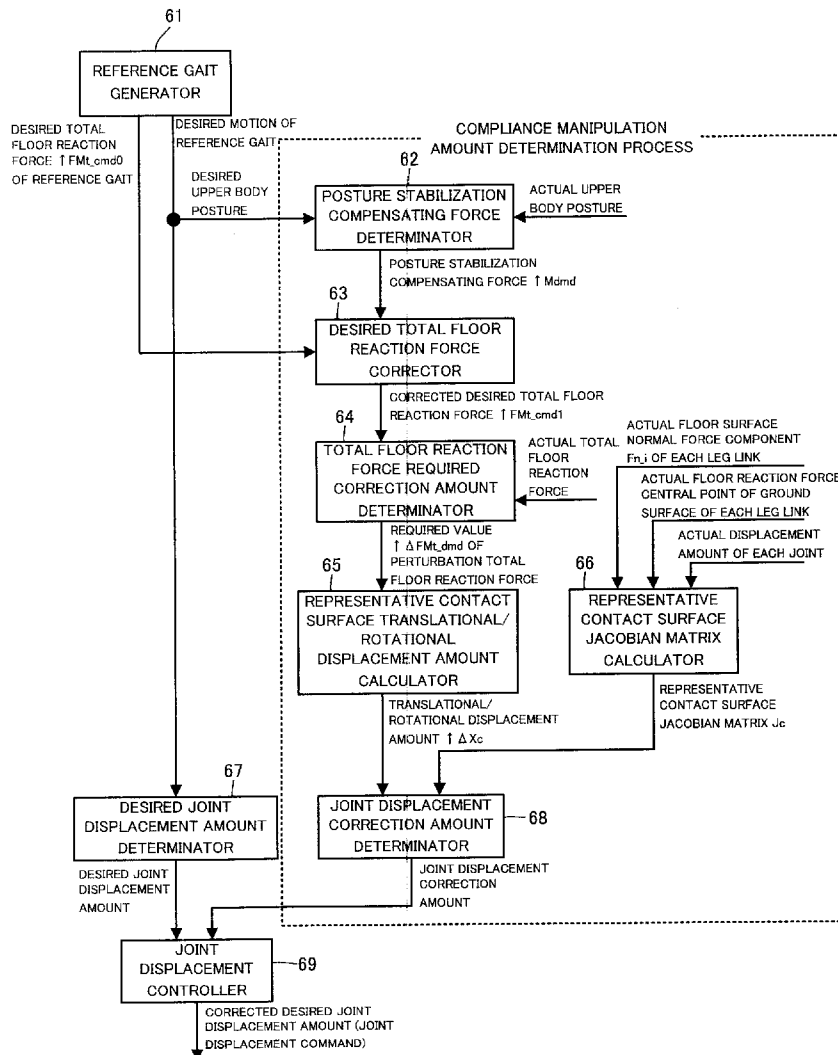 61
REFERENCE GAIT
GENERATOR
DESIRED TOTAL
FLOOR REACTION
FORCE ↑ FMt_cmd0
OF REFERENCE GAIT
DESIRED MOTION OF
REFERENCE GAIT
COMPLIANCE MANIPULATION
AMOUNT DETERMINATION PROCESS
DESIRED
UPPER BODY
POSTURE
62
POSTURE STABILIZATION
COMPENSATING FORCE
DETERMINATOR
ACTUAL UPPER
BODY POSTURE
POSTURE STABILIZATION
COMPENSATING FORCE ↑ Mdmd
63
DESIRED TOTAL FLOOR
REACTION FORCE
CORRECTOR
CORRECTED DESIRED TOTAL FLOOR
REACTION FORCE ↑ FMt_cmd1
64
TOTAL FLOOR REACTION
FORCE REQUIRED
CORRECTION AMOUNT
DETERMINATOR
ACTUAL TOTAL
FLOOR
REACTION
FORCE
ACTUAL FLOOR SURFACE
NORMAL FORCE COMPONENT
Fn_i OF EACH LEG LINK
ACTUAL FLOOR REACTION FORCE
CENTRAL POINT OF GROUND
SURFACE OF EACH LEG LINK
ACTUAL DISPLACEMENT
AMOUNT OF EACH JOINT
REQUIRED VALUE
↑ Δ FMt_dmd OF
PERTURBATION TOTAL
FLOOR REACTION FORCE
65
REPRESENTATIVE CONTACT
SURFACE TRANSLATIONAL/
ROTATIONAL
DISPLACEMENT AMOUNT
CALCULATOR
66
REPRESENTATIVE
CONTACT SURFACE
JACOBIAN MATRIX
CALCULATOR
TRANSLATIONAL/
ROTATIONAL DISPLACEMENT
AMOUNT ↑ Δ Xc
REPRESENTATIVE
CONTACT SURFACE
JACOBIAN MATRIX Jc
67
DESIRED JOINT
DISPLACEMENT AMOUNT
DETERMINATOR
JOINT DISPLACEMENT
CORRECTION AMOUNT
DETERMINATOR
68
DESIRED JOINT
DISPLACEMENT
AMOUNT
JOINT DISPLACEMENT
CORRECTION
AMOUNT
JOINT
DISPLACEMENT
CONTROLLER
69
CORRECTED DESIRED JOINT
DISPLACEMENT AMOUNT (JOINT
DISPLACEMENT COMMAND)